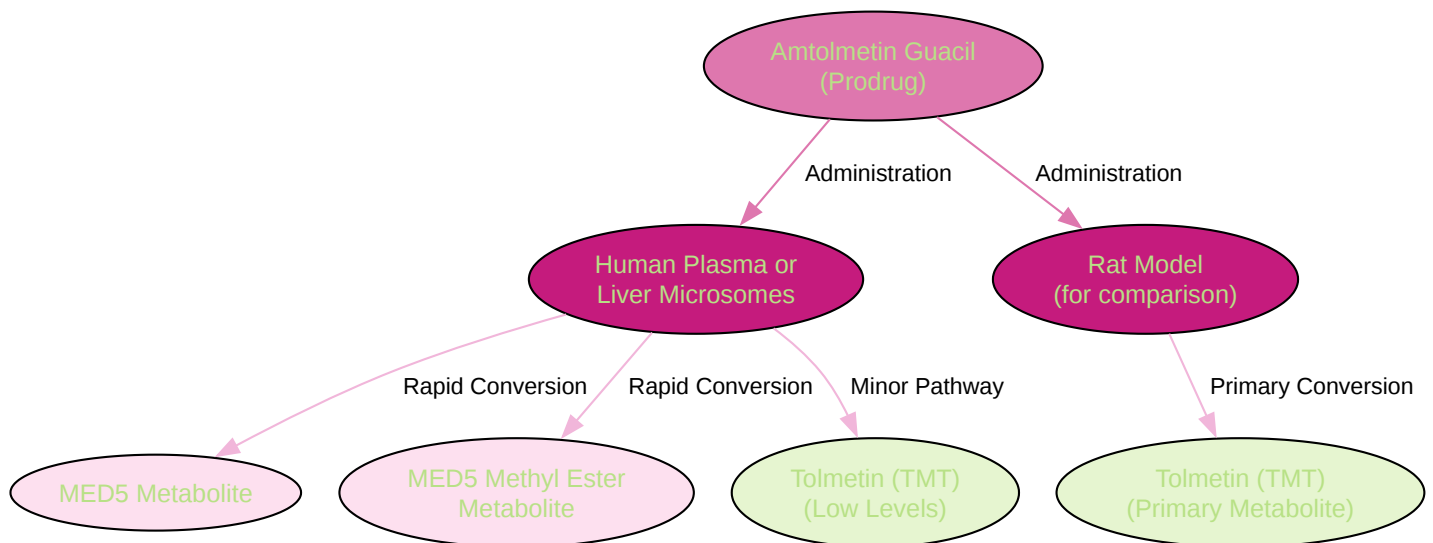 Amtolmetin Guacil
(Prodrug)
Administration
Administration
Human Plasma or
Liver Microsomes
Rat Model
(for comparison)
Rapid Conversion
Rapid Conversion
Minor Pathway
Primary Conversion
MED5 Metabolite
MED5 Methyl Ester
Metabolite
Tolmetin (TMT)
(Low Levels)
Tolmetin (TMT)
(Primary Metabolite)